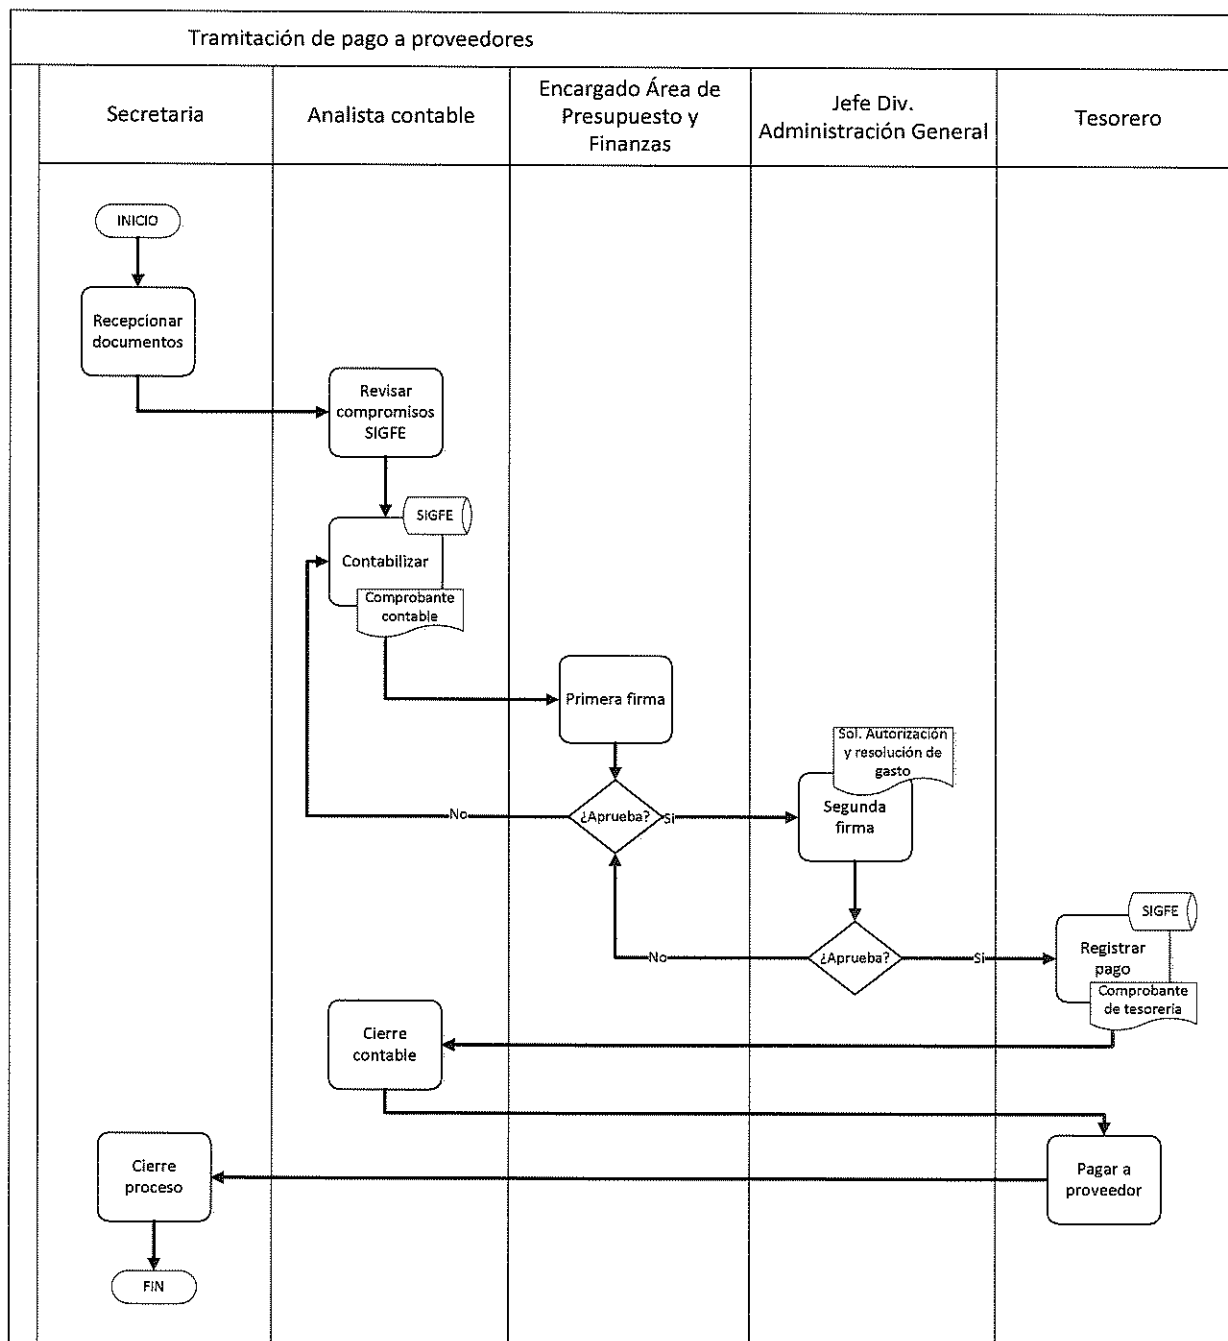 Tramitación de pago a proveedores
Secretaria
Analista contable
Encargado Área de
Presupuesto y
Finanzas
Jefe Div.
Administración General
Tesorero
INICIO
Recepcionar
documentos
Revisar
compromisos
SIGFE
SIGFE
Contabilizar
Comprobante
contable
Primera firma
Sol. Autorización
y resolución de
gasto
Segunda
firma
No
¿Aprueba?
Si
SIGFE
Registrar
pago
Comprobante
de tesorería
No
¿Aprueba?
Si
Cierre
contable
Cierre
proceso
Pagar a
proveedor
FIN